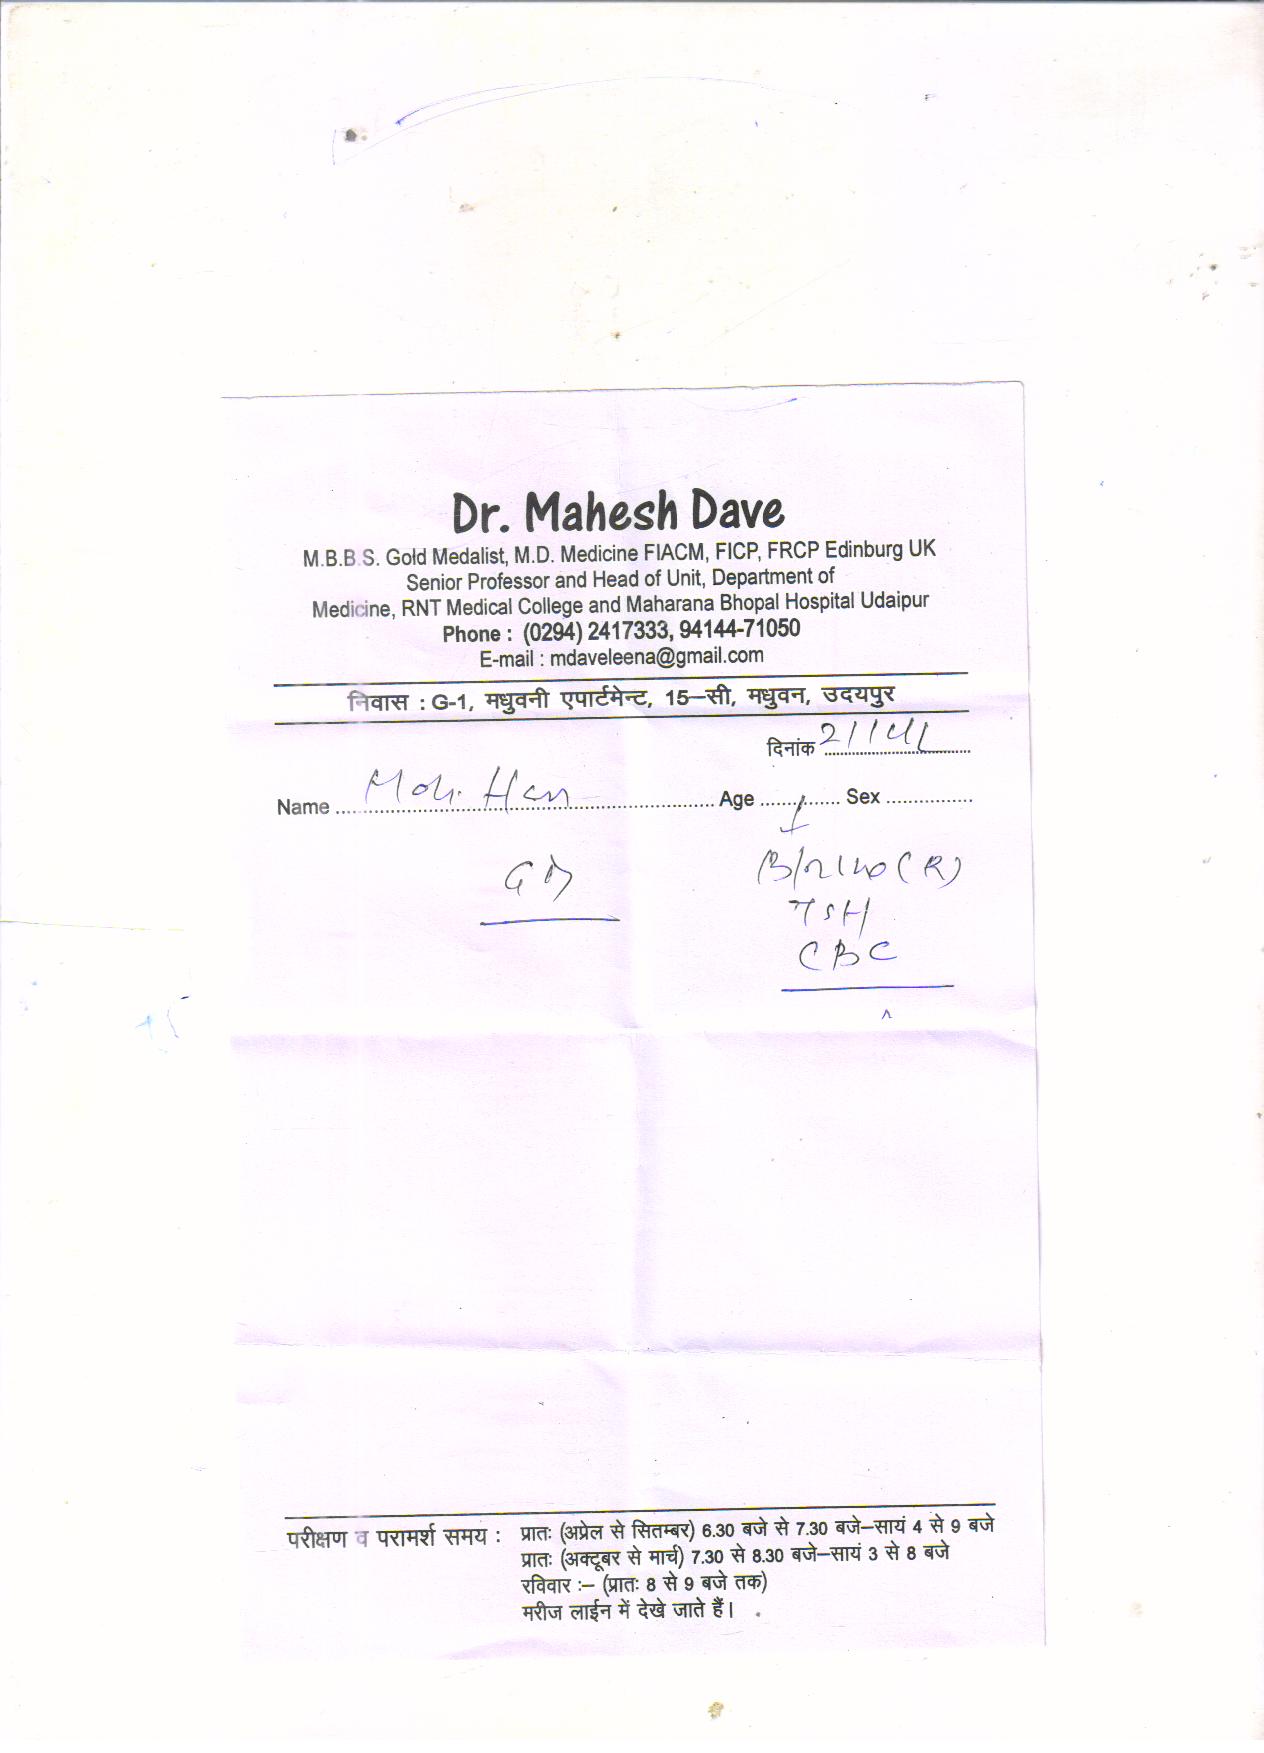 Dr. Mahesh Dave
M.B.B.S. Gold Medalist, M.D. Medicine FIACM, FICP, FRCP Edinburg UK
Senior Professor and Head of Unit, Department of
Medicine, RNT Medical College and Maharana Bhopal Hospital Udaipur
Phone : (0294) 2417333, 94144-71050
E-mail : mdaveleena@gmail.com
निवास : G-1, मधुवनी एपार्टमेन्ट, 15–सी, मधुवन, उदयपुर
दिनांक
Name Age Sex
TSH
CBC
परीक्षण व परामर्श समय : प्रातः (अप्रेल से सितम्बर) 6.30 बजे से 7.30 बजे–सायं 4 से 9 बजे
प्रातः (अक्टूबर से मार्च) 7.30 से 8.30 बजे–सायं 3 से 8 बजे
रविवार :– (प्रातः 8 से 9 बजे तक)
मरीज लाईन में देखे जाते हैं।